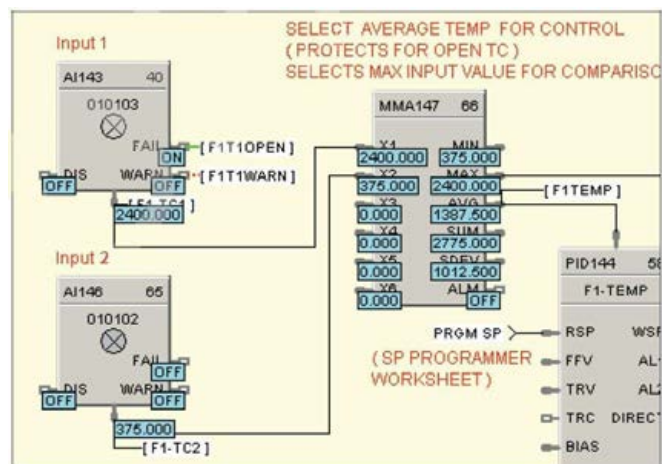 Input 1
SELECT AVERAGE TEMP FOR CONTROL
( PROTECTS FOR OPEN TC )
SELECTS MAX INPUT VALUE FOR COMPARISO
AI143 40
010103
FAIL
ON
[ F1T1OPEN ]
DIS WARN
OFF OFF
[ F1T1WARN ]
[ F1-TC1 ]
2400.000
MMA147 66
X1 MIN
2400.000 375.000
X2 MAX
375.000 2400.000
[ F1TEMP ]
X3 AVG
0.000 1387.500
X4 SUM
0.000 2775.000
X5 SDEV
0.000 1012.500
X6 ALM
0.000 OFF
Input 2
AI146 65
010102
FAIL
OFF
DIS WARN
OFF OFF
375.000
[ F1-TC2 ]
PID144 58
F1-TEMP
PRGM SP
RSP WSP
( SP PROGRAMMER
WORKSHEET )
FFV AL1
TRV AL2
TRC DIRECT
BIAS